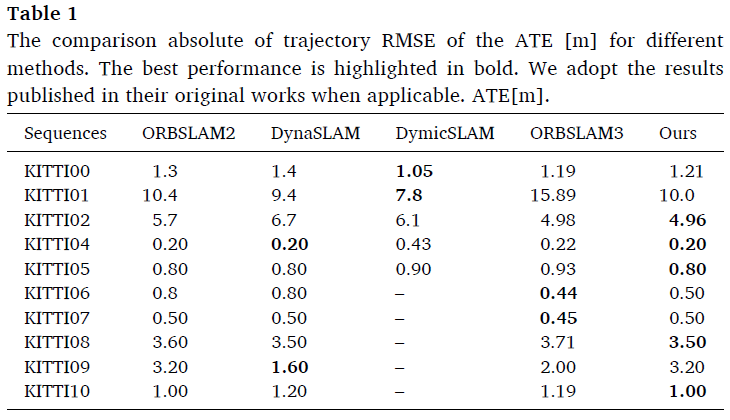 Table 1
The comparison absolute of trajectory RMSE of the ATE [m] for different
methods. The best performance is highlighted in bold. We adopt the results
published in their original works when applicable. ATE[m].
Sequences ORBSLAM2 DynaSLAM DymicSLAM ORBSLAM3 Ours
KITTI00 1.3 1.4 1.05 1.19 1.21
KITTI01 10.4 9.4 7.8 15.89 10.0
KITTI02 5.7 6.7 6.1 4.98 4.96
KITTI04 0.20 0.20 0.43 0.22 0.20
KITTI05 0.80 0.80 0.90 0.93 0.80
KITTI06 0.8 0.80 – 0.44 0.50
KITTI07 0.50 0.50 – 0.45 0.50
KITTI08 3.60 3.50 – 3.71 3.50
KITTI09 3.20 1.60 – 2.00 3.20
KITTI10 1.00 1.20 – 1.19 1.00